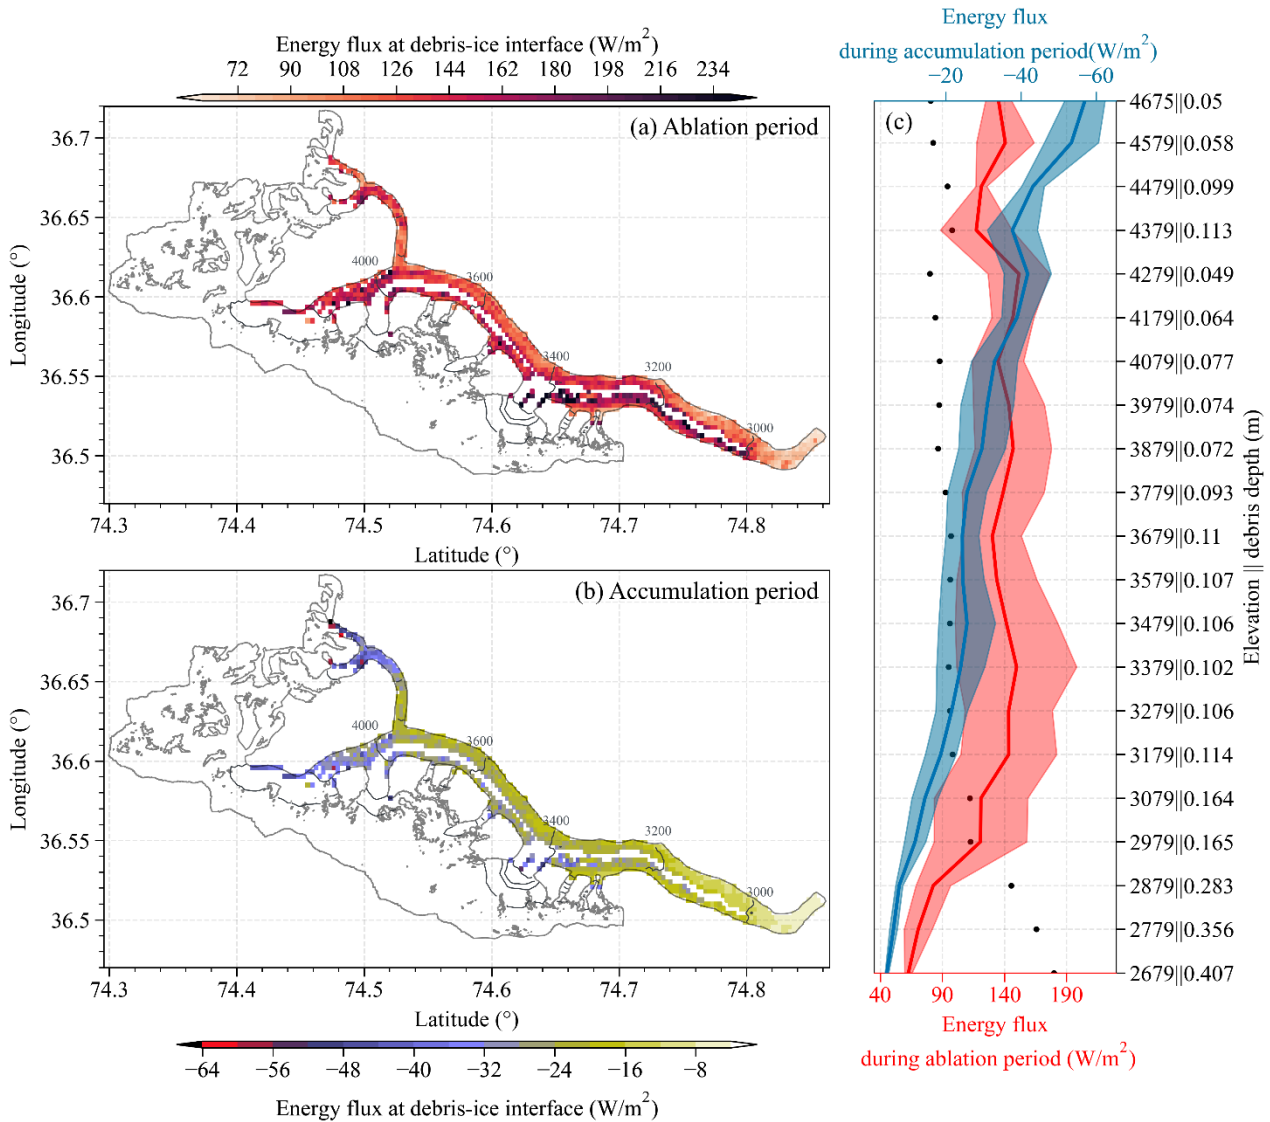 Energy flux at debris-ice interface (W/m²)
72 90 108 126 144 162 180 198 216 234
(a) Ablation period
36.7
36.65
36.6
36.55
36.5
Longitude (°)
4000
3600
3400
3200
3000
74.3 74.4 74.5 74.6 74.7 74.8
Latitude (°)
(b) Accumulation period
36.7
36.65
36.6
36.55
36.5
Longitude (°)
4000
3600
3400
3200
3000
74.3 74.4 74.5 74.6 74.7 74.8
Latitude (°)
−64 −56 −48 −40 −32 −24 −16 −8
Energy flux at debris-ice interface (W/m²)
Energy flux
during accumulation period(W/m²)
−20 −40 −60
(c)
4675||0.05
4579||0.058
4479||0.099
4379||0.113
4279||0.049
4179||0.064
4079||0.077
3979||0.074
3879||0.072
3779||0.093
3679||0.11
3579||0.107
3479||0.106
3379||0.102
3279||0.106
3179||0.114
3079||0.164
2979||0.165
2879||0.283
2779||0.356
2679||0.407
Elevation || debris depth (m)
40 90 140 190
Energy flux
during ablation period (W/m²)